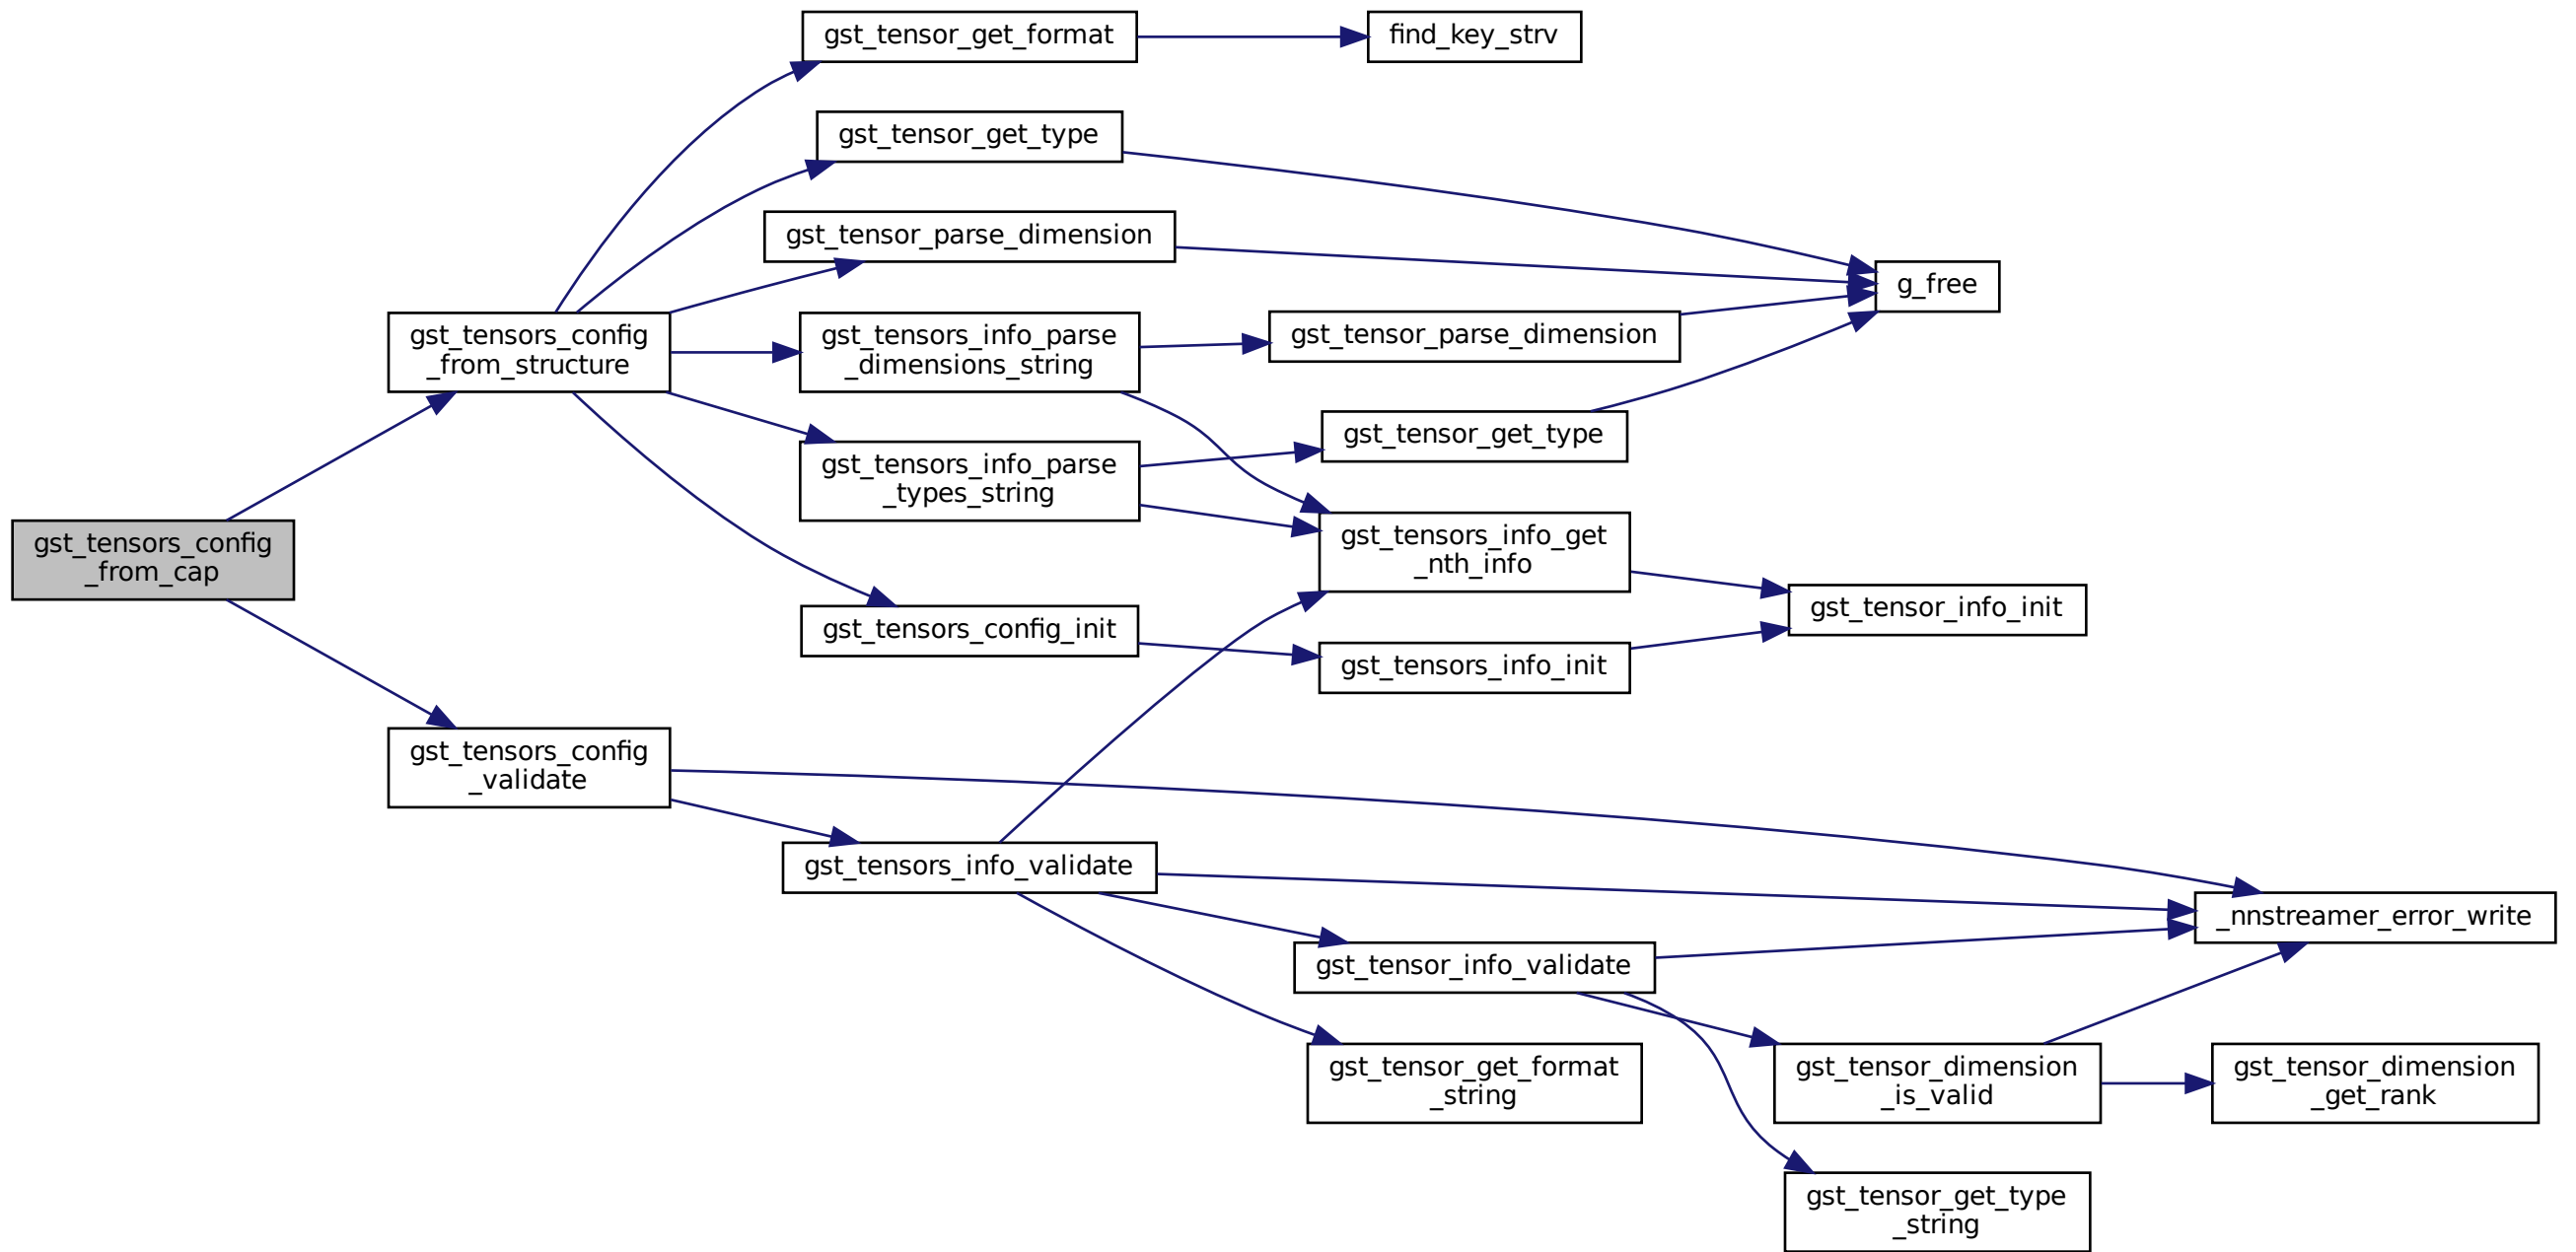 gst_tensor_get_format
find_key_strv
gst_tensor_get_type
gst_tensor_parse_dimension
g_free
gst_tensors_config
_from_structure
gst_tensors_info_parse
_dimensions_string
gst_tensor_parse_dimension
gst_tensor_get_type
gst_tensors_info_parse
_types_string
gst_tensors_config
_from_cap
gst_tensors_info_get
_nth_info
gst_tensor_info_init
gst_tensors_config_init
gst_tensors_info_init
gst_tensors_config
_validate
gst_tensors_info_validate
_nnstreamer_error_write
gst_tensor_info_validate
gst_tensor_get_format
_string
gst_tensor_dimension
_is_valid
gst_tensor_dimension
_get_rank
gst_tensor_get_type
_string